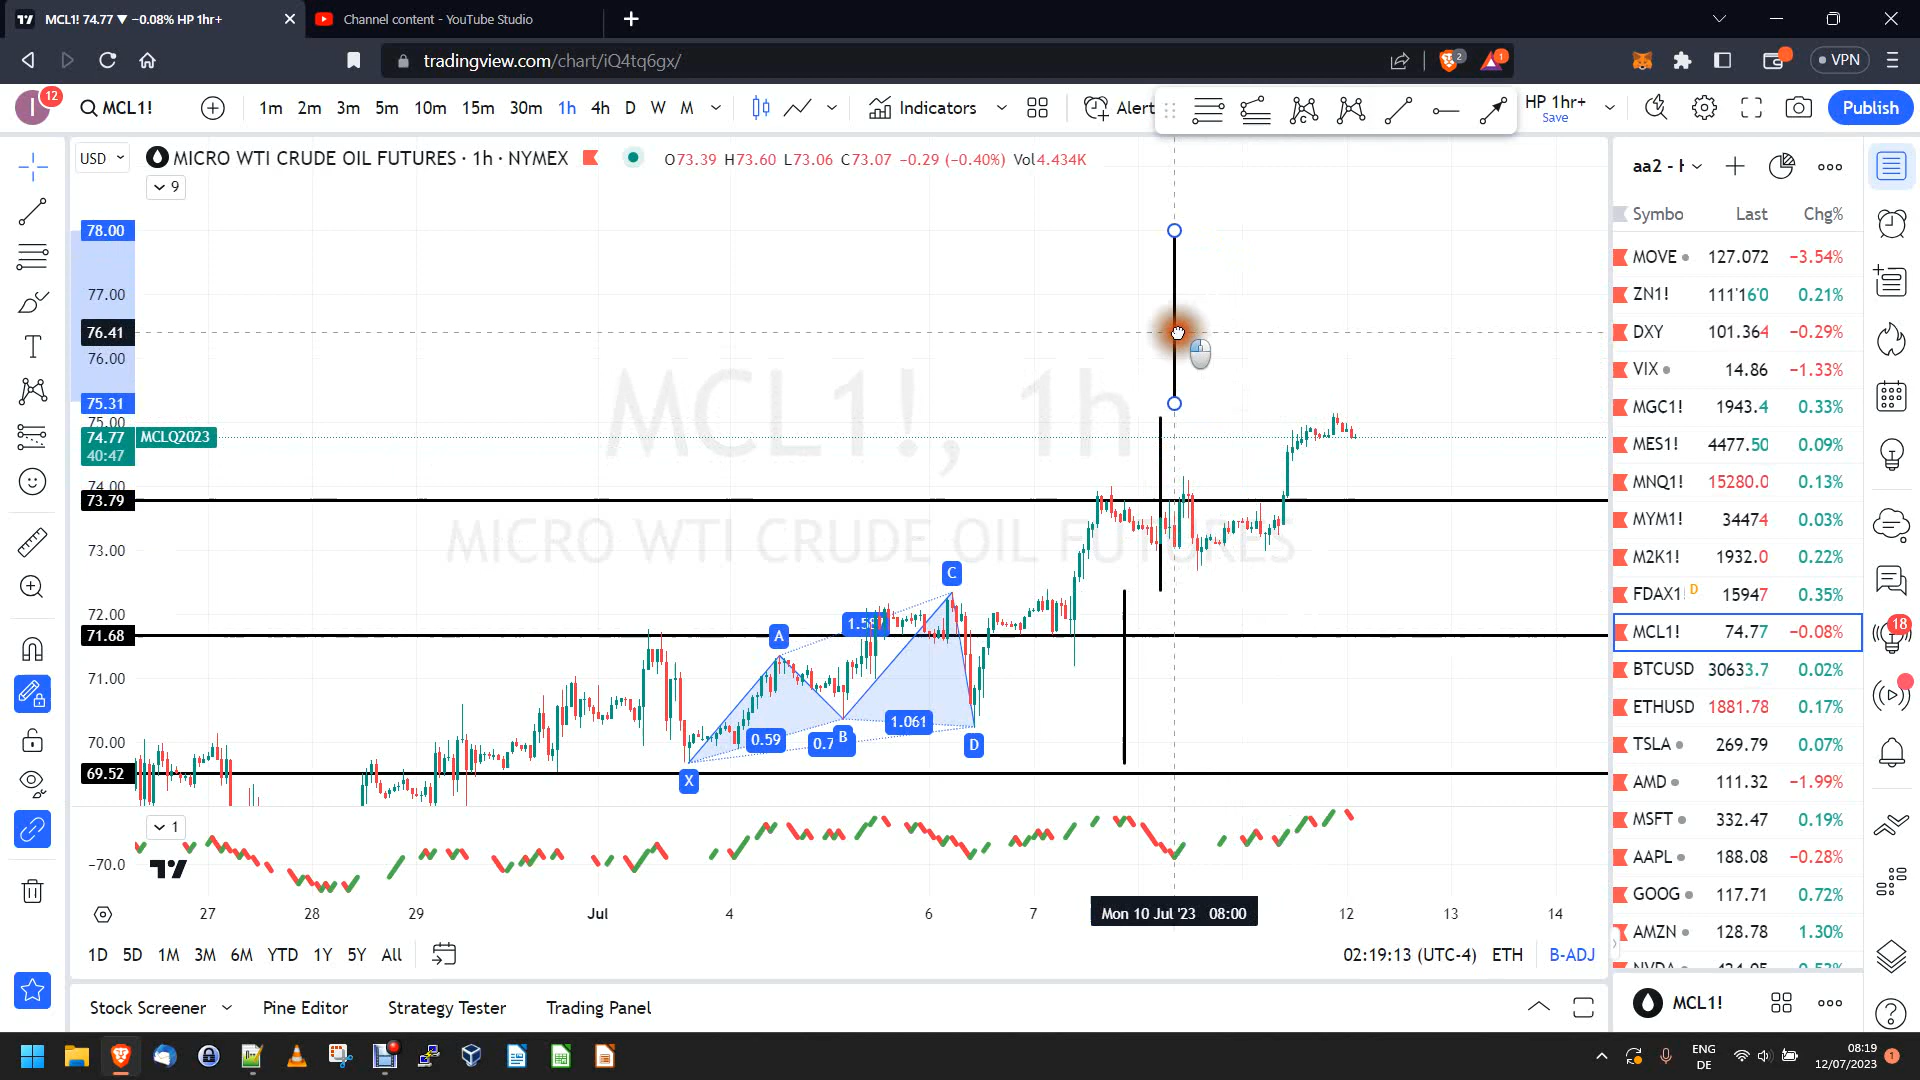 MCL1! 74.77 ▼ −0.08% HP 1hr+
Channel content - YouTube Studio
tradingview.com/chart/iQ4tq6gx/
2
1
VPN
I
12
MCL1!
1m 2m 3m 5m 10m 15m 30m 1h 4h D W M
Indicators
Alert
HP 1hr+
Save
Publish
USD
MICRO WTI CRUDE OIL FUTURES · 1h · NYMEX
O73.39 H73.60 L73.06 C73.07 −0.29 (−0.40%) Vol4.434K
9
78.00
77.00
76.41
76.00
75.31
75.00
74.77
40:47
MCLQ2023
74.00
73.79
73.00
72.00
71.68
71.00
70.00
69.52
MCL1!, 1h
MICRO WTI CRUDE OIL FUTURES
C
A
1.587
1.061
B
0.59
0.7
D
X
1
−70.0
27 28 29 Jul 4 6 7 Mon 10 Jul '23 08:00 12 13 14
1D 5D 1M 3M 6M YTD 1Y 5Y All
02:19:13 (UTC-4) ETH B-ADJ
Stock Screener
Pine Editor
Strategy Tester
Trading Panel
aa2 - H
Symbo Last Chg%
MOVE 127.072 −3.54%
ZN1! 111'16'0 0.21%
DXY 101.364 −0.29%
VIX 14.86 −1.33%
MGC1! 1943.4 0.33%
MES1! 4477.50 0.09%
MNQ1! 15280.0 0.13%
MYM1! 34474 0.03%
M2K1! 1932.0 0.22%
FDAX1! D 15947 0.35%
MCL1! 74.77 −0.08%
BTCUSD 30633.7 0.02%
ETHUSD 1881.78 0.17%
TSLA 269.79 0.07%
AMD 111.32 −1.99%
MSFT 332.47 0.19%
AAPL 188.08 −0.28%
GOOG 117.71 0.72%
AMZN 128.78 1.30%
MCL1!
18
ENG
DE
08:19
12/07/2023
1